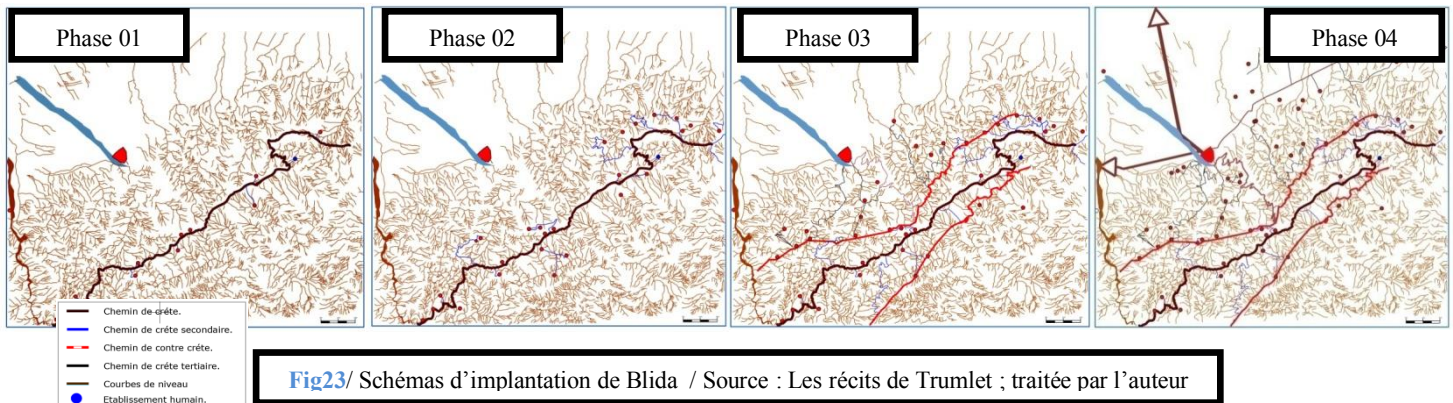 Phase 01
Phase 02
Phase 03
Phase 04
Chemin de crête.
Chemin de crête secondaire.
Chemin de contre crête.
Chemin de crête tertiaire.
Courbes de niveau
Etablissement humain.
Fig23/ Schémas d’implantation de Blida / Source : Les récits de Trumlet ; traitée par l’auteur